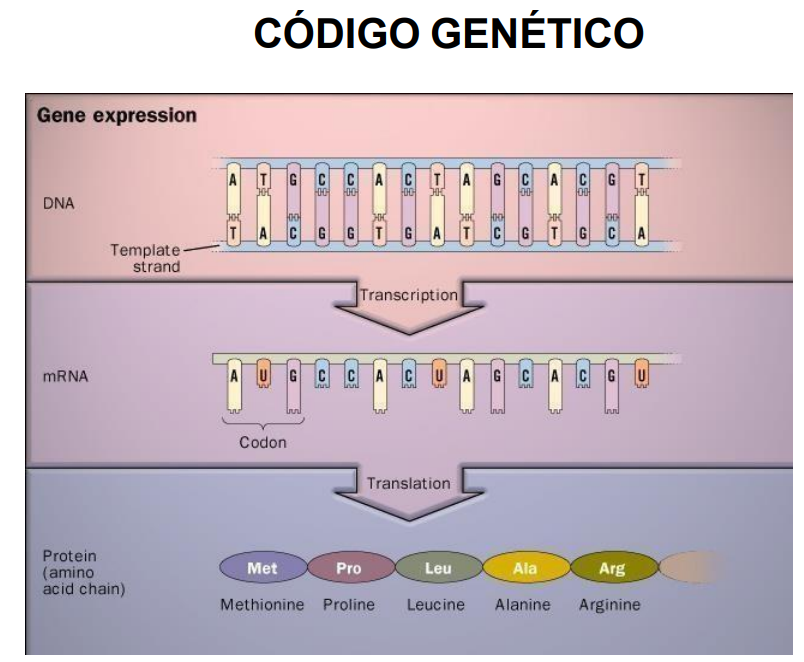 CÓDIGO GENÉTICO
Gene expression
A T G C C A C T A G C A C G T
DNA
T A C G G T G A T C G T G C A
Template
strand
Transcription
mRNA
A U G C C A C U A G C A C G U
Codon
Translation
Protein
(amino
acid chain)
Met Pro Leu Ala Arg
Methionine Proline Leucine Alanine Arginine